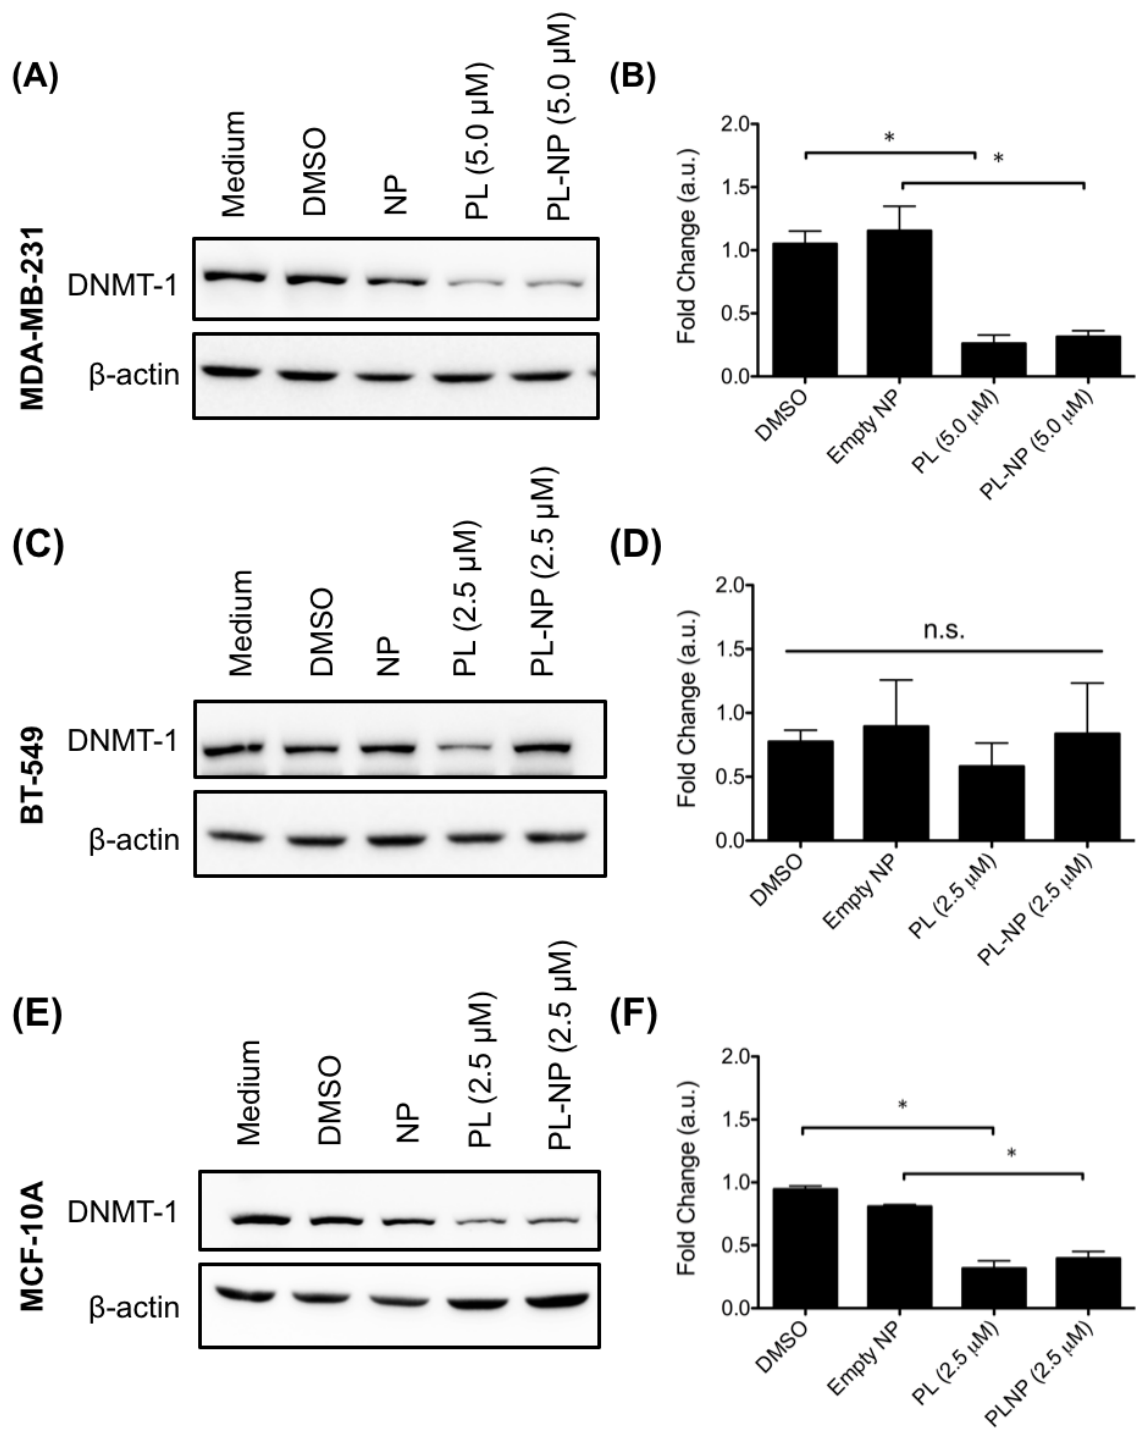 (A)
Medium
DMSO
NP
PL (5.0 µM)
PL-NP (5.0 µM)
MDA-MB-231
DNMT-1
β-actin
(B)
Fold Change (a.u.)
2.0
1.5
1.0
0.5
0.0
*
*
DMSO
Empty NP
PL (5.0 µM)
PL-NP (5.0 µM)
(C)
Medium
DMSO
NP
PL (2.5 µM)
PL-NP (2.5 µM)
BT-549
DNMT-1
β-actin
(D)
Fold Change (a.u.)
2.0
1.5
1.0
0.5
0.0
n.s.
DMSO
Empty NP
PL (2.5 µM)
PL-NP (2.5 µM)
(E)
Medium
DMSO
NP
PL (2.5 µM)
PL-NP (2.5 µM)
MCF-10A
DNMT-1
β-actin
(F)
Fold Change (a.u.)
2.0
1.5
1.0
0.5
0.0
*
*
DMSO
Empty NP
PL (2.5 µM)
PLNP (2.5 µM)